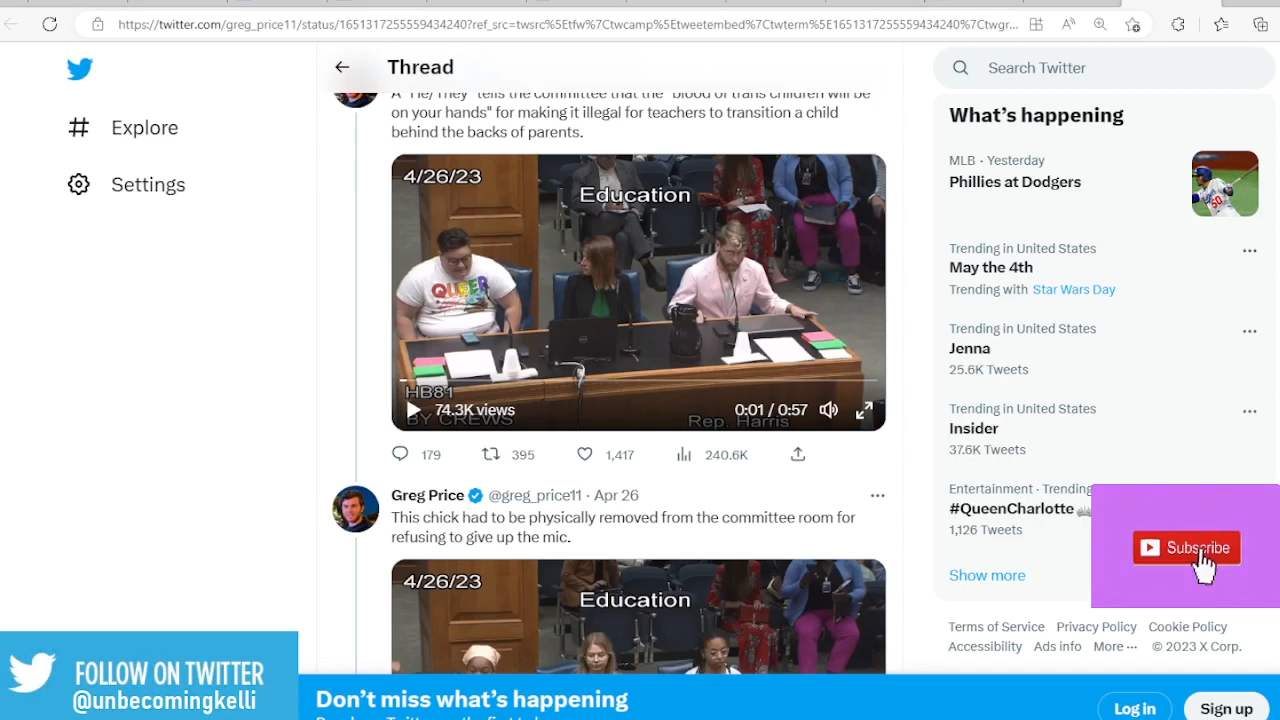 https://twitter.com/greg_price11/status/1651317255559434240?ref_src=twsrc%5Etfw%7Ctwcamp%5Etweetembed%7Ctwterm%5E1651317255559434240%7Ctwgr...
Thread
Search Twitter
Explore
Settings
A "He/They" tells the committee that the "blood of trans children will be
on your hands" for making it illegal for teachers to transition a child
behind the backs of parents.
4/26/23
Education
QUEER
HB81
BY CREWS
74.3K views
0:01 / 0:57
Rep. Harris
179
395
1,417
240.6K
Greg Price @greg_price11 · Apr 26
This chick had to be physically removed from the committee room for
refusing to give up the mic.
4/26/23
Education
What's happening
MLB · Yesterday
Phillies at Dodgers
Trending in United States
May the 4th
Trending with Star Wars Day
Trending in United States
Jenna
25.6K Tweets
Trending in United States
Insider
37.6K Tweets
Entertainment · Trending
#QueenCharlotte
1,126 Tweets
Show more
Subscribe
Terms of Service Privacy Policy Cookie Policy
Accessibility Ads info More ··· © 2023 X Corp.
FOLLOW ON TWITTER
@unbecomingkelli
Don't miss what's happening
Log in
Sign up